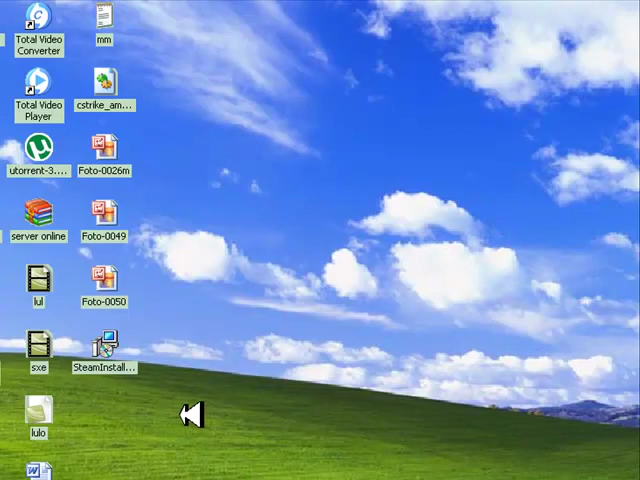 Total Video
Converter
mm
Total Video
Player
cstrike_am...
utorrent-3....
Foto-0026m
server online
Foto-0049
lul
Foto-0050
sxe
SteamInstall...
lulo